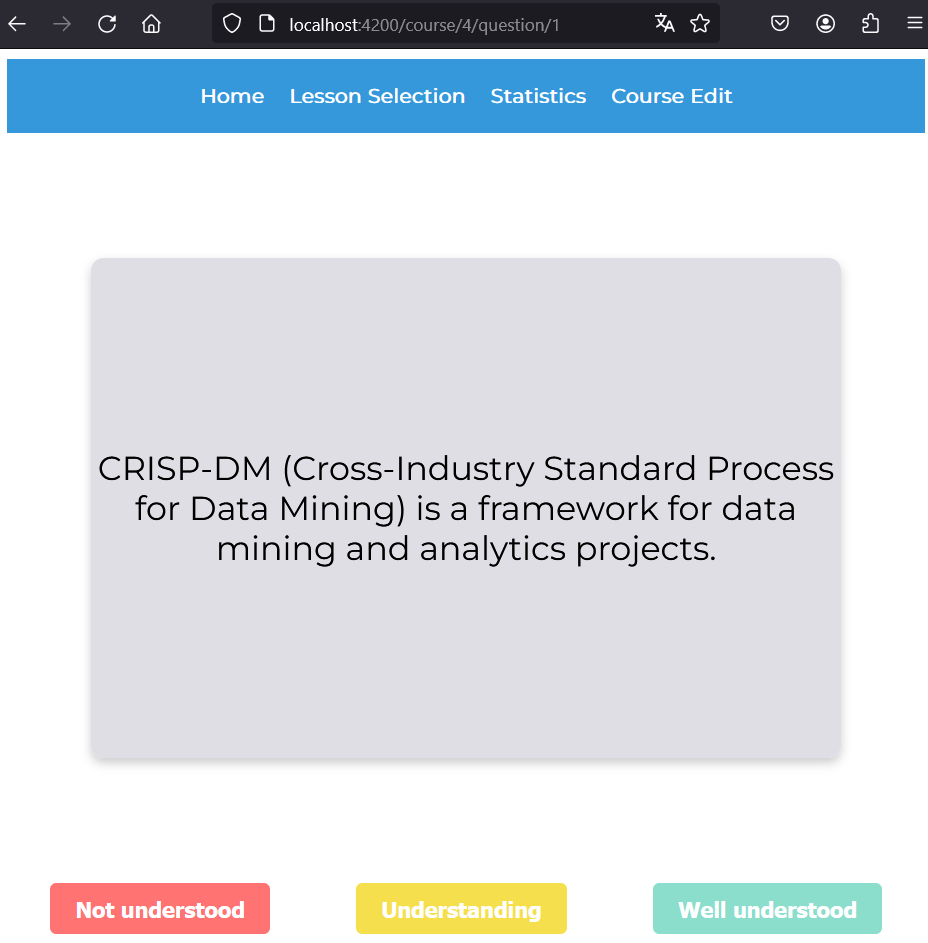 localhost:4200/course/4/question/1
Home Lesson Selection Statistics Course Edit
CRISP-DM (Cross-Industry Standard Process
for Data Mining) is a framework for data
mining and analytics projects.
Not understood Understanding Well understood